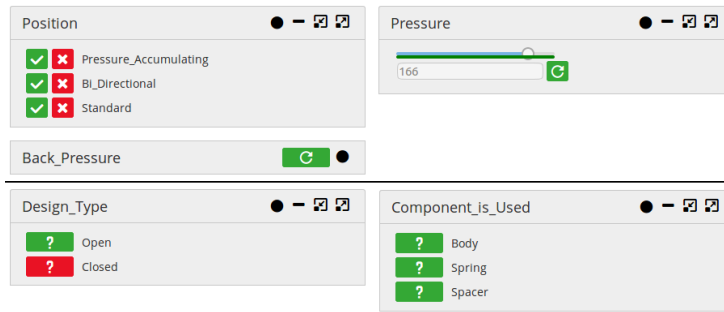 Position
Pressure_Accumulating
Bi_Directional
Standard
Pressure
166
Back_Pressure
Design_Type
? Open
? Closed
Component_is_Used
? Body
? Spring
? Spacer